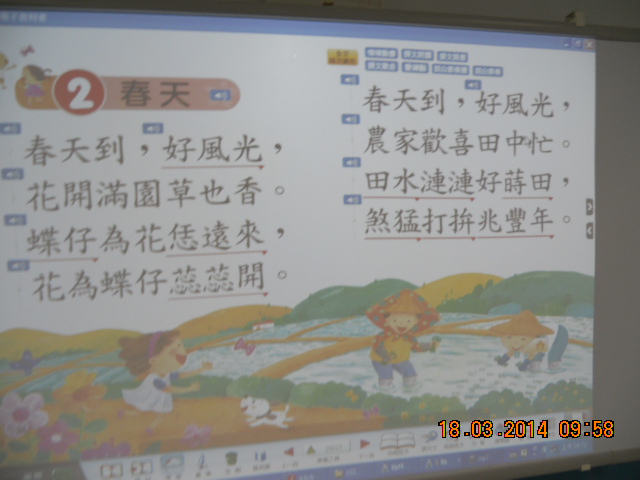 2 春天
春天到，好風光，
花開滿園草也香。
蝶仔為花恁遠來，
花為蝶仔蕊蕊開。
春天到，好風光，
農家歡喜田中忙。
田水漣漣好蒔田，
煞猛打拚兆豐年。
18.03.2014 09:58